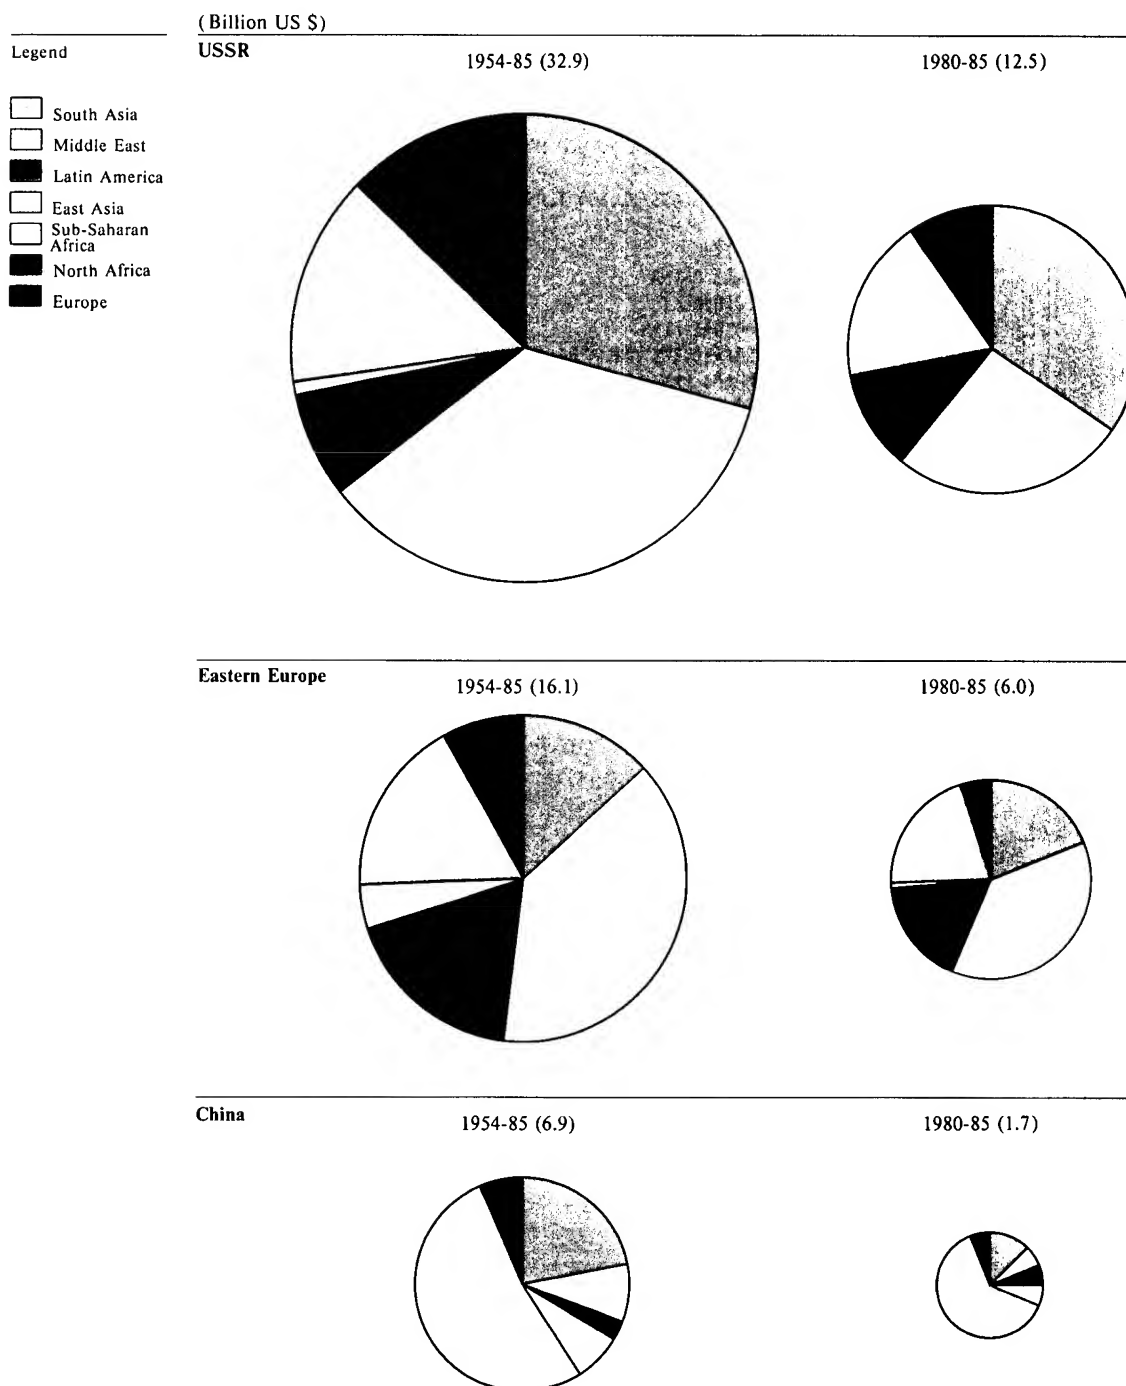 (Billion US $)
Legend
South Asia
Middle East
Latin America
East Asia
Sub-Saharan
Africa
North Africa
Europe
USSR
1954-85 (32.9)
1980-85 (12.5)
Eastern Europe
1954-85 (16.1)
1980-85 (6.0)
China
1954-85 (6.9)
1980-85 (1.7)